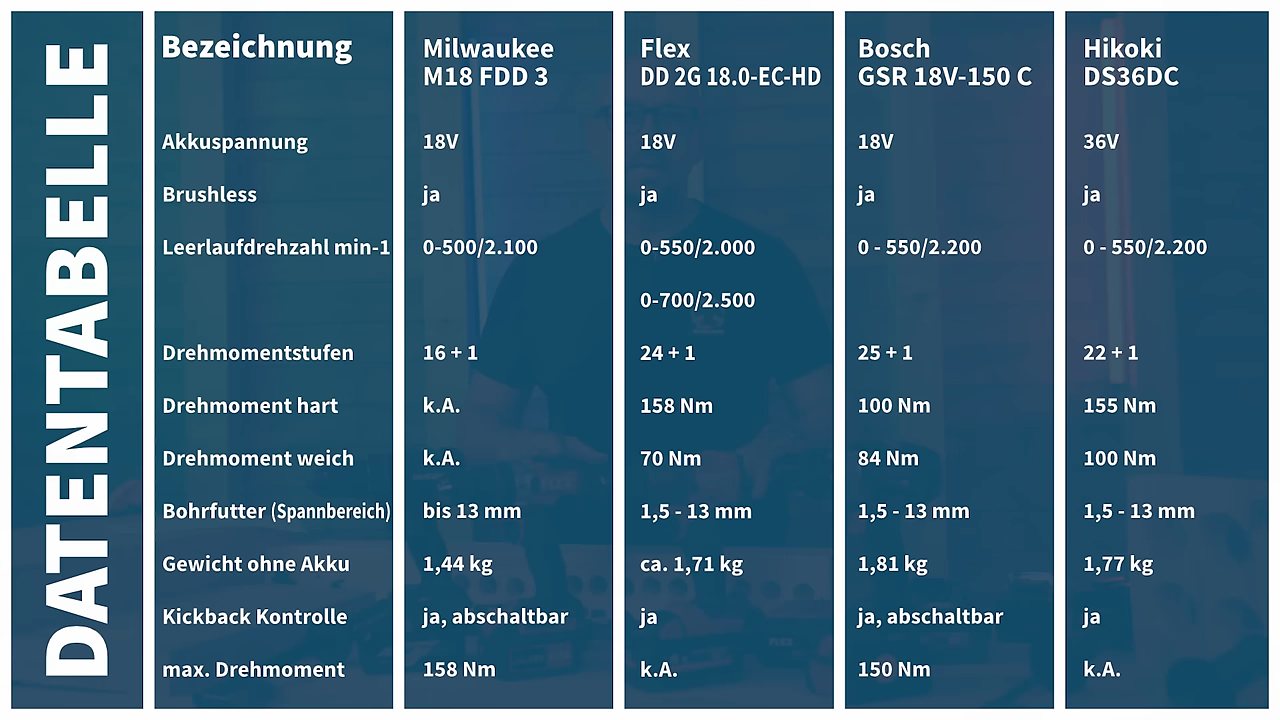 DATENTABELLE
Bezeichnung
Milwaukee
M18 FDD 3
Flex
DD 2G 18.0-EC-HD
Bosch
GSR 18V-150 C
Hikoki
DS36DC
Akkuspannung 18V 18V 18V 36V
Brushless ja ja ja ja
Leerlaufdrehzahl min-1 0-500/2.100 0-550/2.000 0 - 550/2.200 0 - 550/2.200
0-700/2.500
Drehmomentstufen 16 + 1 24 + 1 25 + 1 22 + 1
Drehmoment hart k.A. 158 Nm 100 Nm 155 Nm
Drehmoment weich k.A. 70 Nm 84 Nm 100 Nm
Bohrfutter (Spannbereich) bis 13 mm 1,5 - 13 mm 1,5 - 13 mm 1,5 - 13 mm
Gewicht ohne Akku 1,44 kg ca. 1,71 kg 1,81 kg 1,77 kg
Kickback Kontrolle ja, abschaltbar ja ja, abschaltbar ja
max. Drehmoment 158 Nm k.A. 150 Nm k.A.